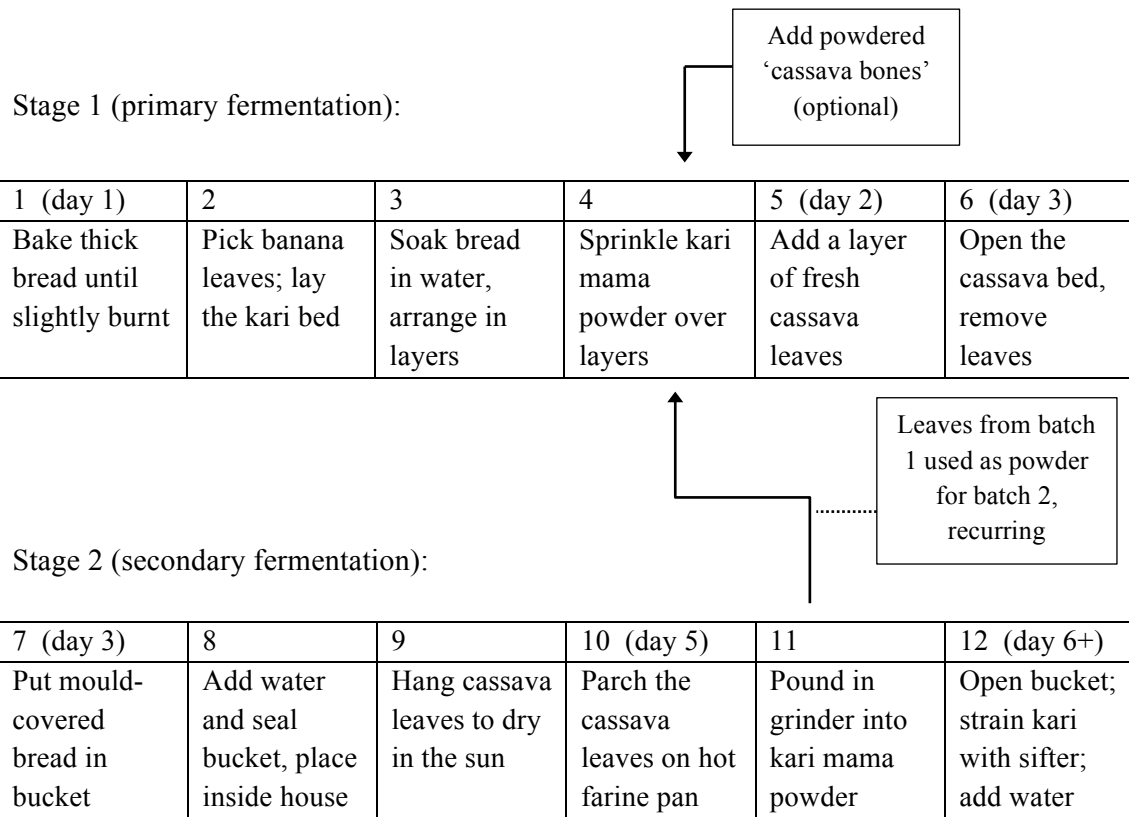 Add powdered
‘cassava bones’
(optional)
Stage 1 (primary fermentation):
1 (day 1)
Bake thick
bread until
slightly burnt
2
Pick banana
leaves; lay
the kari bed
3
Soak bread
in water,
arrange in
layers
4
Sprinkle kari
mama
powder over
layers
5 (day 2)
Add a layer
of fresh
cassava
leaves
6 (day 3)
Open the
cassava bed,
remove
leaves
Leaves from batch
1 used as powder
for batch 2,
recurring
Stage 2 (secondary fermentation):
7 (day 3)
Put mould-
covered
bread in
bucket
8
Add water
and seal
bucket, place
inside house
9
Hang cassava
leaves to dry
in the sun
10 (day 5)
Parch the
cassava
leaves on hot
farine pan
11
Pound in
grinder into
kari mama
powder
12 (day 6+)
Open bucket;
strain kari
with sifter;
add water